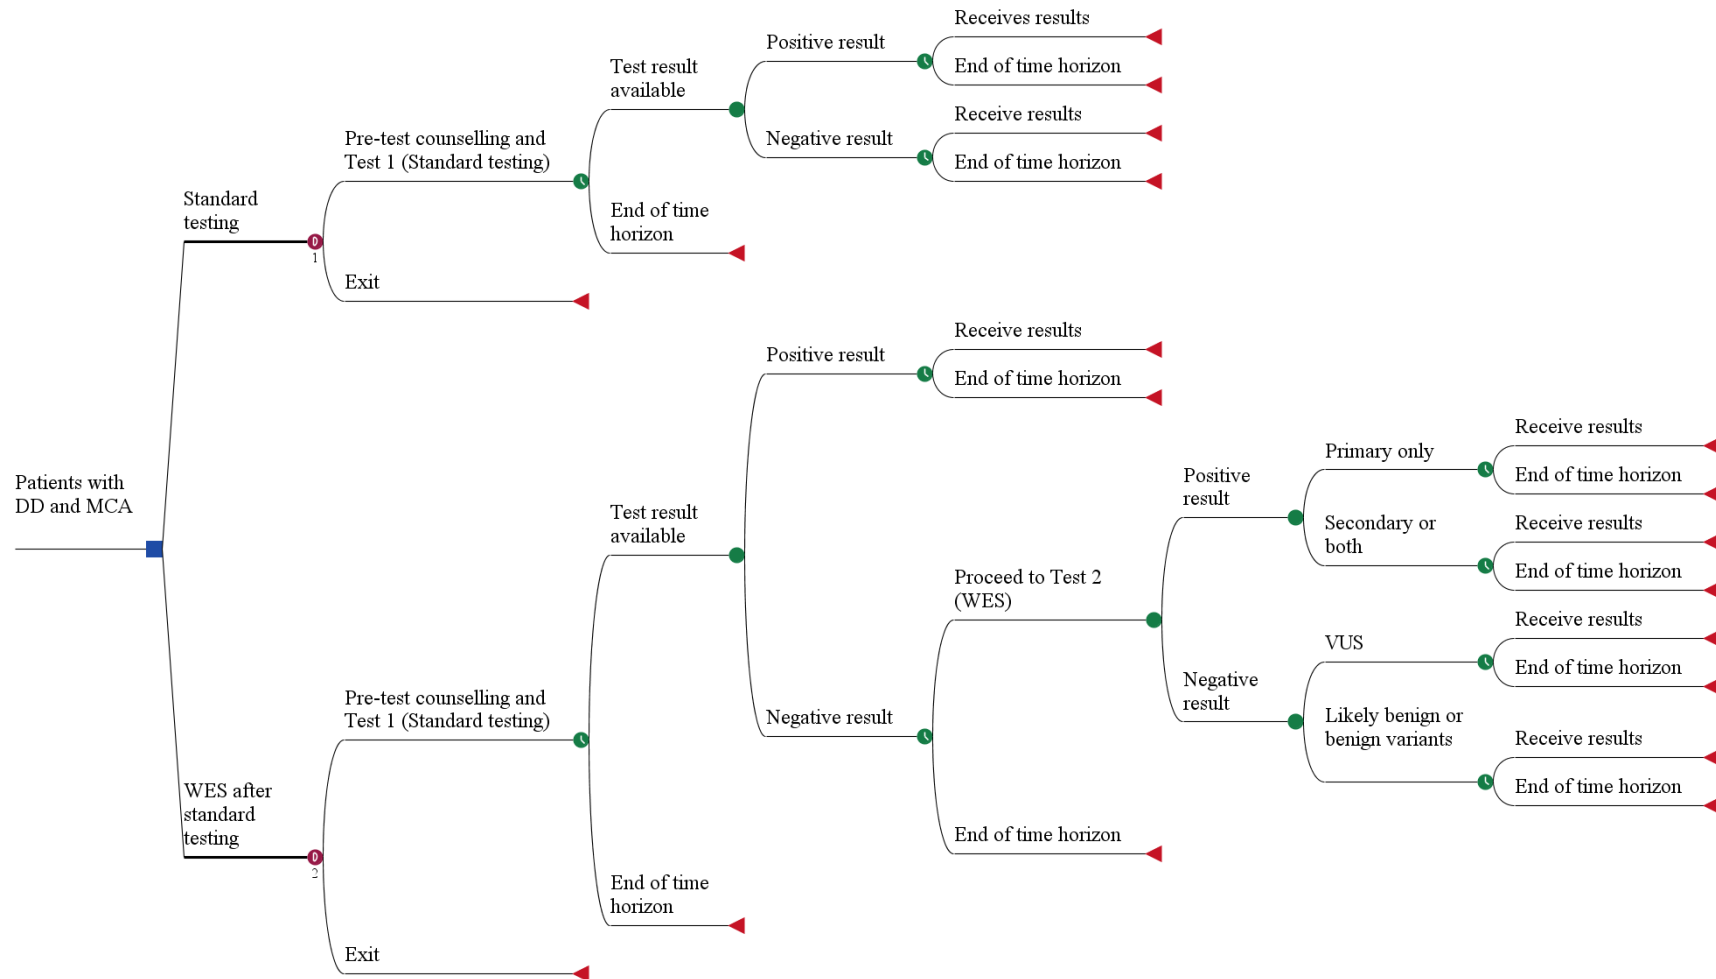 Receives results
Positive result
End of time horizon
Test result
available
Receive results
Pre-test counselling and
Test 1 (Standard testing)
Negative result
End of time horizon
Standard
testing
End of time
horizon
D
1
Exit
Receive results
Positive result
End of time horizon
Receive results
Primary only
End of time horizon
Patients with
DD and MCA
Positive
result
Test result
available
Secondary or
both
Receive results
End of time horizon
Proceed to Test 2
(WES)
Receive results
VUS
End of time horizon
Negative
result
Pre-test counselling and
Test 1 (Standard testing)
Negative result
Likely benign or
benign variants
Receive results
End of time horizon
WES after
standard
testing
End of time horizon
D
2
End of time
horizon
Exit